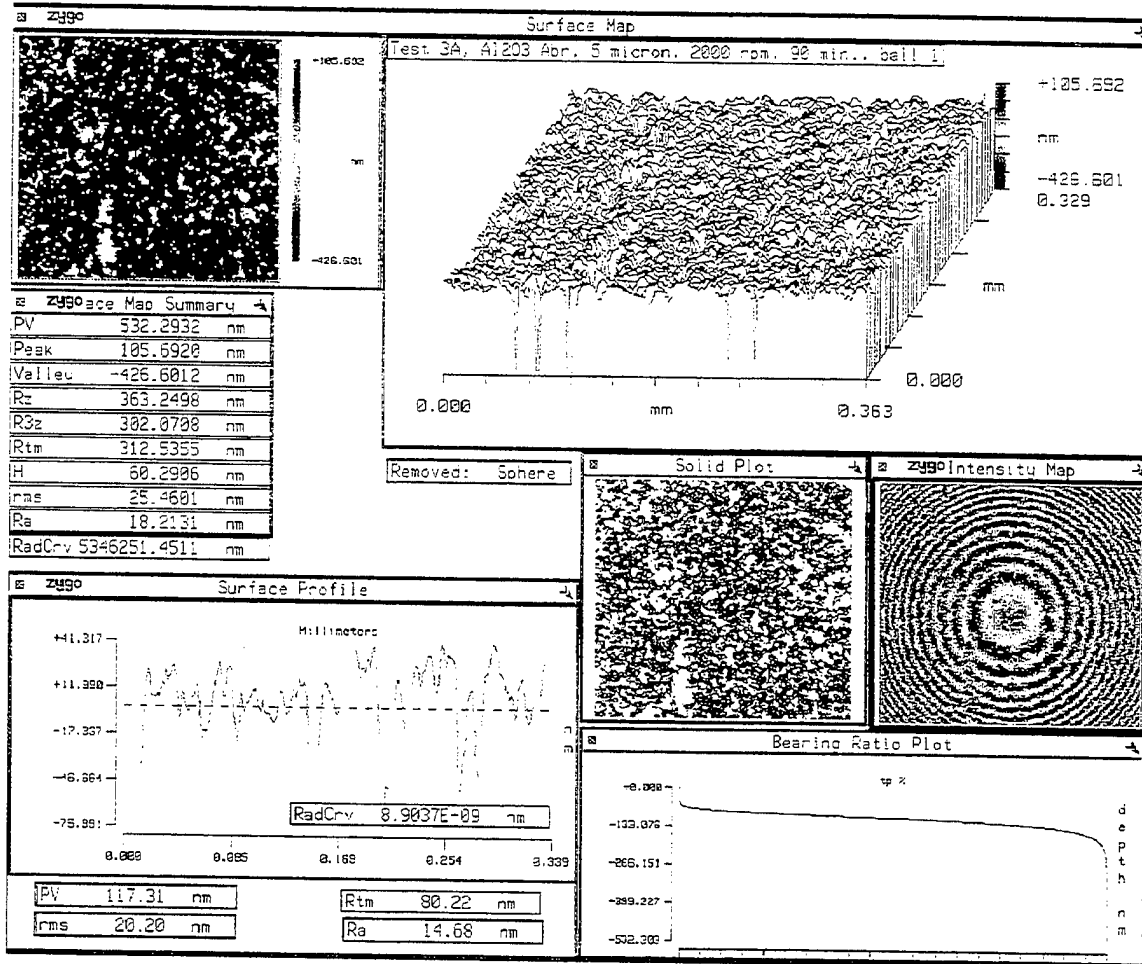 zygo
Surface Map
+105.692
nm
-426.601
Test 3A, Al2O3 Abr, 5 micron, 2000 rpm, 90 min., ball 1
+105.692
nm
-426.601
0.329
mm
0.000
0.000
mm
0.363
zygo ace Map Summary
PV 532.2932 nm
Peak 105.6920 nm
Valley -426.6012 nm
Rz 363.2498 nm
R3z 302.0708 nm
Rtm 312.5355 nm
H 60.2906 nm
rms 25.4601 nm
Ra 18.2131 nm
RadCrv 5346251.4511 nm
Removed: Sphere
Solid Plot
zygo Intensity Map
zygo
Surface Profile
Millimeters
+41.317
+11.990
-17.337
-46.664
-75.991
nm
RadCrv 8.9037E-09 nm
0.000 0.085 0.169 0.254 0.339
PV 117.31 nm
rms 20.20 nm
Rtm 80.22 nm
Ra 14.68 nm
Bearing Ratio Plot
tp %
-0.000
-133.076
-266.151
-399.227
-532.303
depth nm